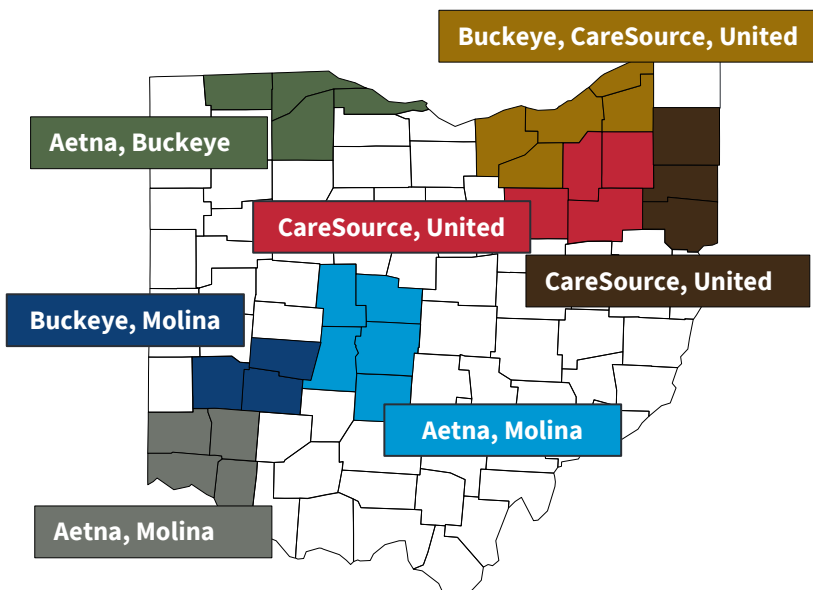 Buckeye, CareSource, United
Aetna, Buckeye
CareSource, United
CareSource, United
Buckeye, Molina
Aetna, Molina
Aetna, Molina